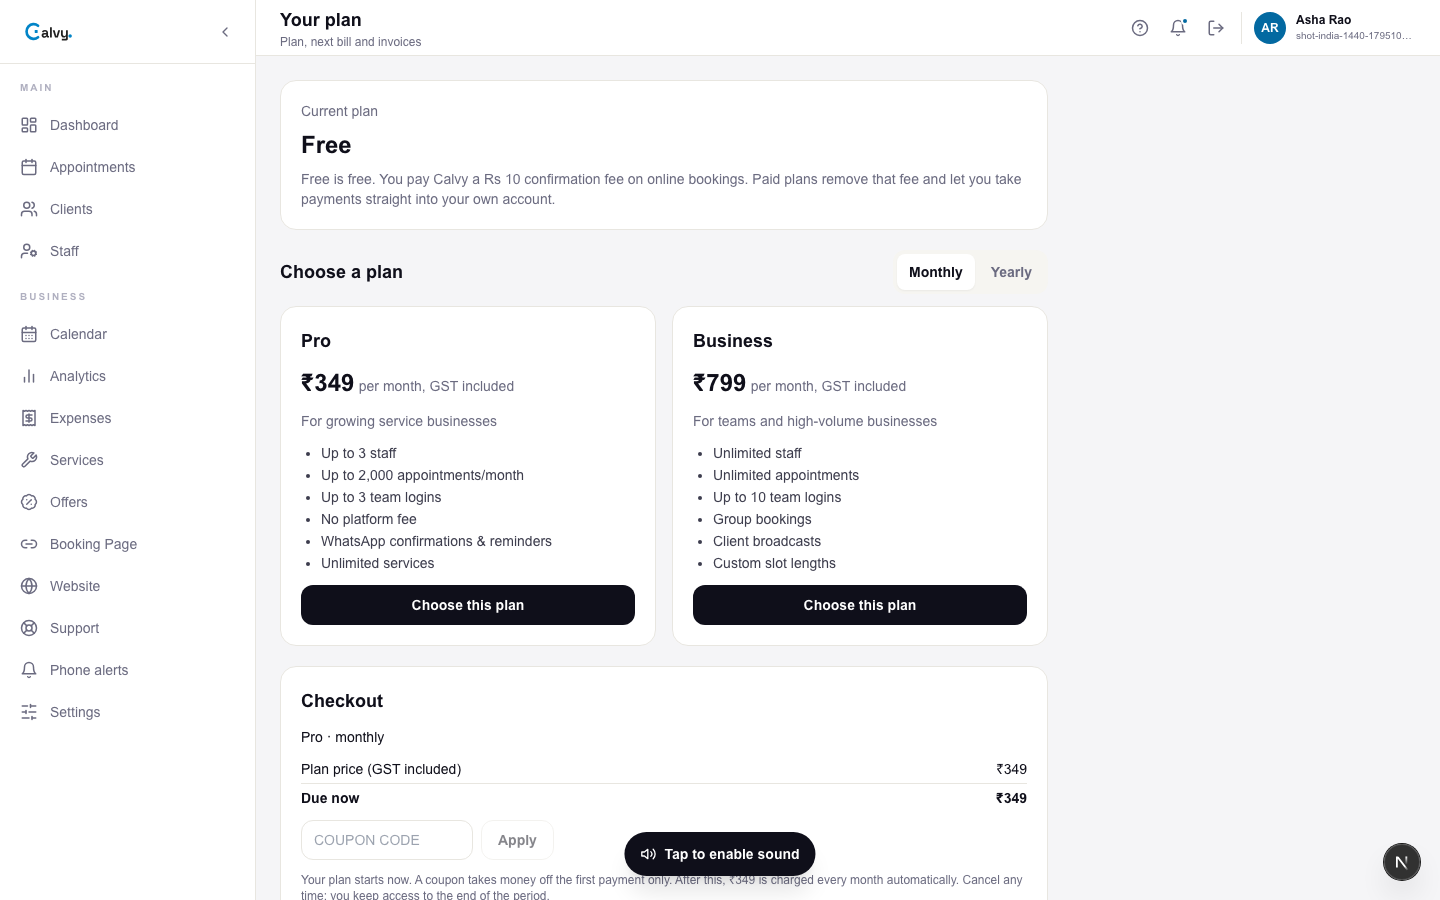 Calvy.
MAIN
Dashboard
Appointments
Clients
Staff
BUSINESS
Calendar
Analytics
Expenses
Services
Offers
Booking Page
Website
Support
Phone alerts
Settings
Your plan
Plan, next bill and invoices
AR
Asha Rao
shot-india-1440-179510...
Current plan
Free
Free is free. You pay Calvy a Rs 10 confirmation fee on online bookings. Paid plans remove that fee and let you take
payments straight into your own account.
Choose a plan
Monthly
Yearly
Pro
₹349 per month, GST included
For growing service businesses
• Up to 3 staff
• Up to 2,000 appointments/month
• Up to 3 team logins
• No platform fee
• WhatsApp confirmations & reminders
• Unlimited services
Choose this plan
Business
₹799 per month, GST included
For teams and high-volume businesses
• Unlimited staff
• Unlimited appointments
• Up to 10 team logins
• Group bookings
• Client broadcasts
• Custom slot lengths
Choose this plan
Checkout
Pro · monthly
Plan price (GST included) ₹349
Due now ₹349
COUPON CODE
Apply
Tap to enable sound
Your plan starts now. A coupon takes money off the first payment only. After this, ₹349 is charged every month automatically. Cancel any
time; you keep access to the end of the period.
N